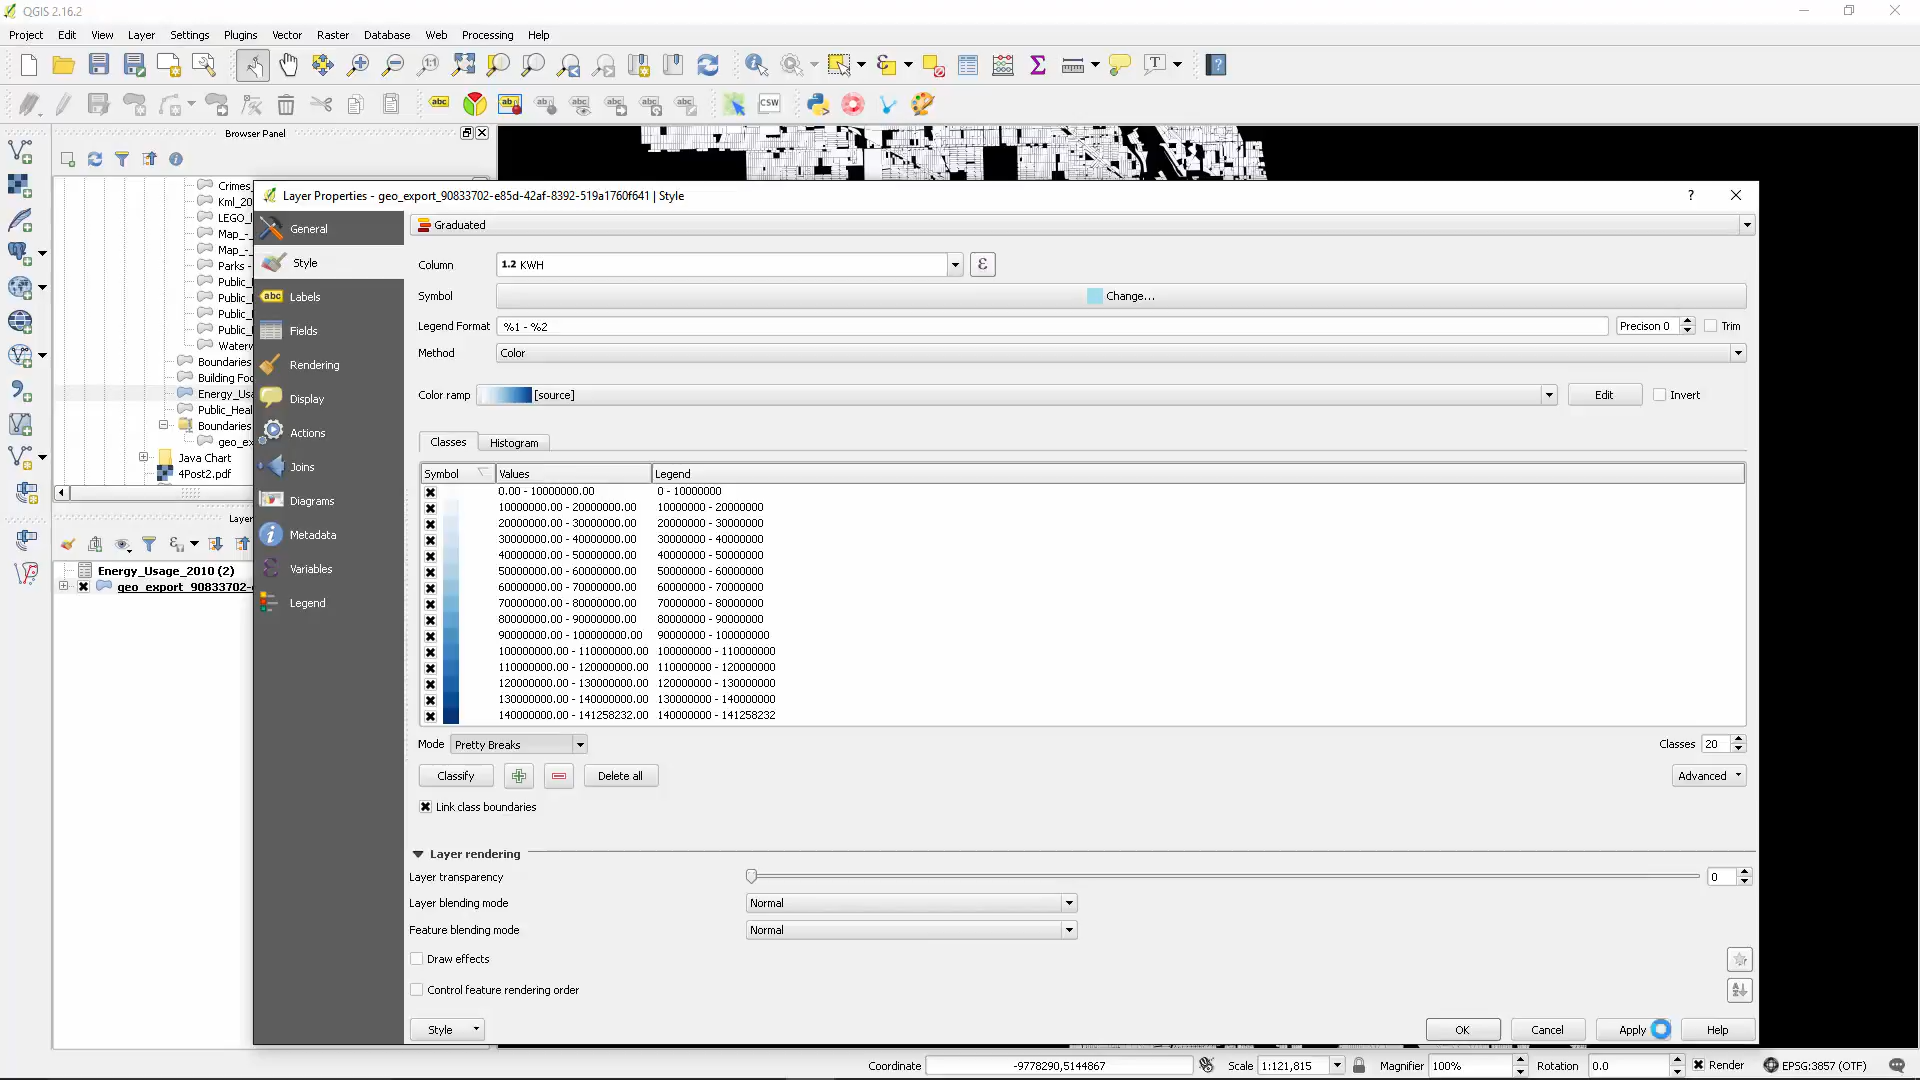 QGIS 2.16.2
Project Edit View Layer Settings Plugins Vector Raster Database Web Processing Help
Browser Panel
Crimes_
Kml_20
LEGO_
Map_-_
Map_-_
Parks -
Public_
Public_
Public_
Public_
Waterw
Boundaries
Building Foo
Energy_Usa
Public_Heal
Boundaries
geo_ex
Java Chart
4Post2.pdf
Layer
Energy_Usage_2010 (2)
geo_export_90833702-
Layer Properties - geo_export_90833702-e85d-42af-8392-519a1760f641 | Style
General
Style
Labels
Fields
Rendering
Display
Actions
Joins
Diagrams
Metadata
Variables
Legend
Graduated
Column 1.2 KWH ε
Symbol Change...
Legend Format %1 - %2 Precison 0 Trim
Method Color
Color ramp [source] Edit Invert
Classes Histogram
Symbol Values Legend
0.00 - 10000000.00 0 - 10000000
10000000.00 - 20000000.00 10000000 - 20000000
20000000.00 - 30000000.00 20000000 - 30000000
30000000.00 - 40000000.00 30000000 - 40000000
40000000.00 - 50000000.00 40000000 - 50000000
50000000.00 - 60000000.00 50000000 - 60000000
60000000.00 - 70000000.00 60000000 - 70000000
70000000.00 - 80000000.00 70000000 - 80000000
80000000.00 - 90000000.00 80000000 - 90000000
90000000.00 - 100000000.00 90000000 - 100000000
100000000.00 - 110000000.00 100000000 - 110000000
110000000.00 - 120000000.00 110000000 - 120000000
120000000.00 - 130000000.00 120000000 - 130000000
130000000.00 - 140000000.00 130000000 - 140000000
140000000.00 - 141258232.00 140000000 - 141258232
Mode Pretty Breaks Classes 20
Classify Delete all Advanced
Link class boundaries
Layer rendering
Layer transparency 0
Layer blending mode Normal
Feature blending mode Normal
Draw effects
Control feature rendering order
Style OK Cancel Apply Help
Coordinate -9778290,5144867 Scale 1:121,815 Magnifier 100% Rotation 0.0 Render EPSG:3857 (OTF)